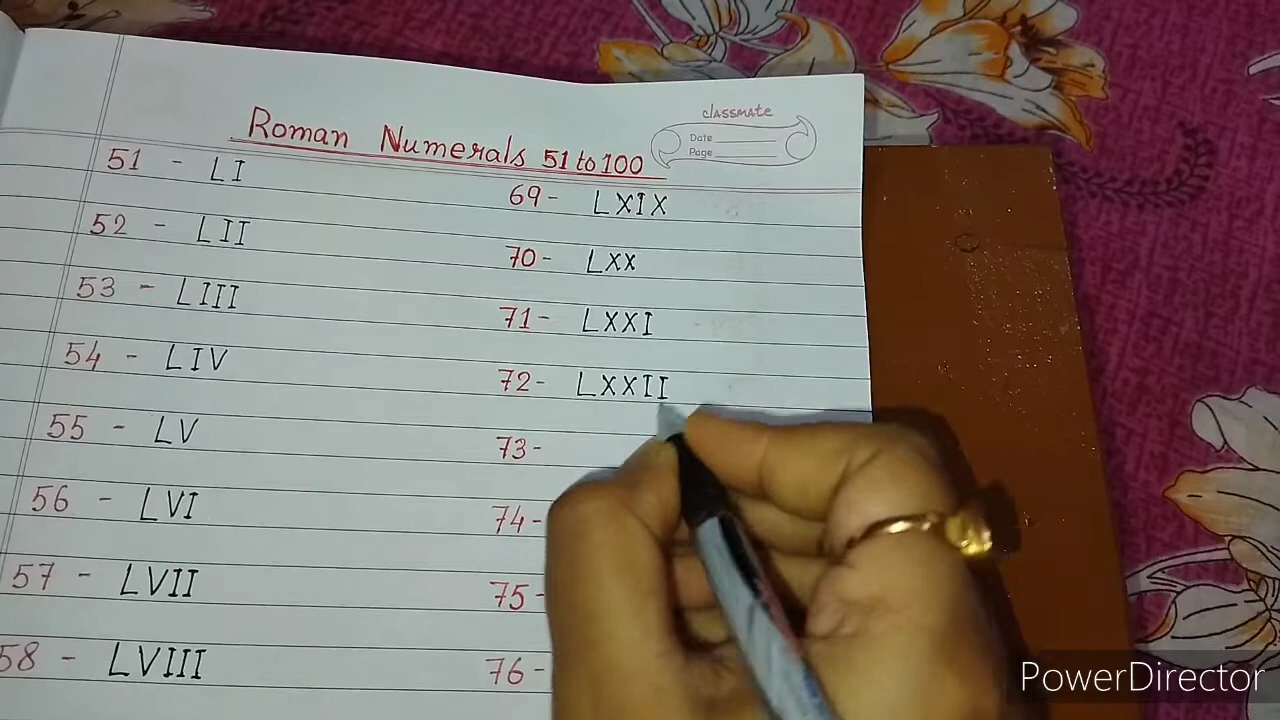 classmate
Date
Page
Roman Numerals 51 to 100
51 - LI
52 - LII
53 - LIII
54 - LIV
55 - LV
56 - LVI
57 - LVII
58 - LVIII
69- LXIX
70- LXX
71- LXXI
72- LXXII
73-
74-
75-
76-
PowerDirector